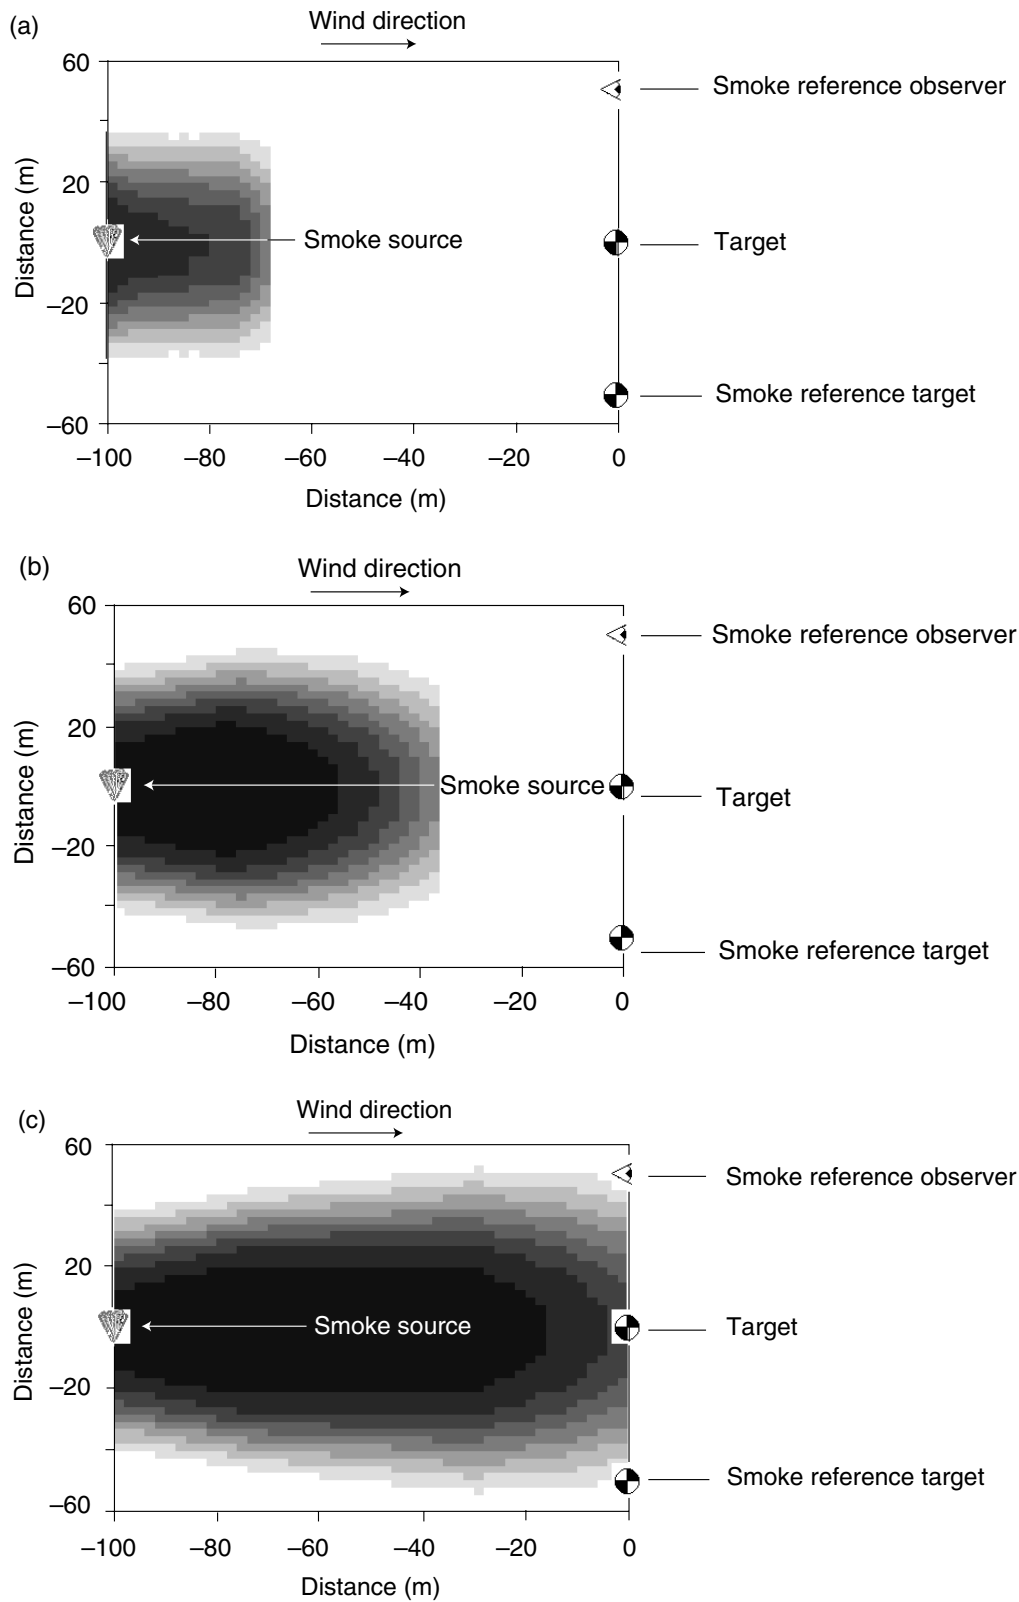 (a)
Wind direction
60
20
–20
–60
Distance (m)
Smoke reference observer
Smoke source
Target
Smoke reference target
–100 –80 –60 –40 –20 0
Distance (m)
(b)
Wind direction
60
20
–20
–60
Distance (m)
Smoke reference observer
Smoke source
Target
Smoke reference target
–100 –80 –60 –40 –20 0
Distance (m)
(c)
Wind direction
60
20
–20
–60
Distance (m)
Smoke reference observer
Smoke source
Target
Smoke reference target
–100 –80 –60 –40 –20 0
Distance (m)